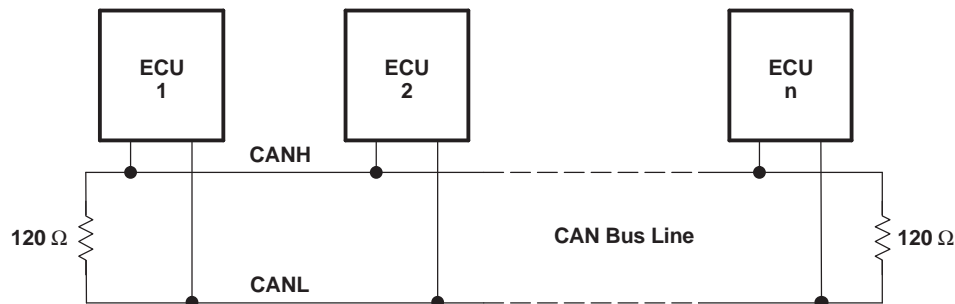 ECU
1
ECU
2
ECU
n
CANH
120 Ω
CAN Bus Line
120 Ω
CANL